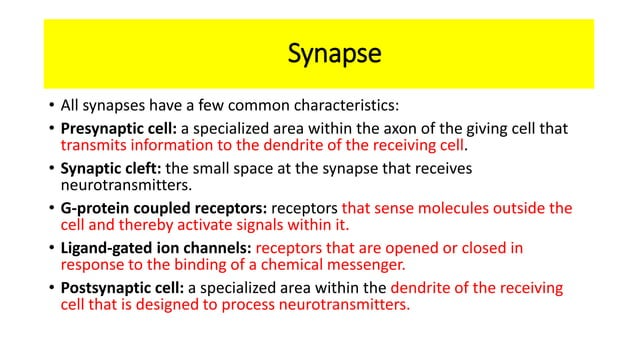 Synapse
• All synapses have a few common characteristics:
• Presynaptic cell: a specialized area within the axon of the giving cell that
transmits information to the dendrite of the receiving cell.
• Synaptic cleft: the small space at the synapse that receives
neurotransmitters.
• G-protein coupled receptors: receptors that sense molecules outside the
cell and thereby activate signals within it.
• Ligand-gated ion channels: receptors that are opened or closed in
response to the binding of a chemical messenger.
• Postsynaptic cell: a specialized area within the dendrite of the receiving
cell that is designed to process neurotransmitters.